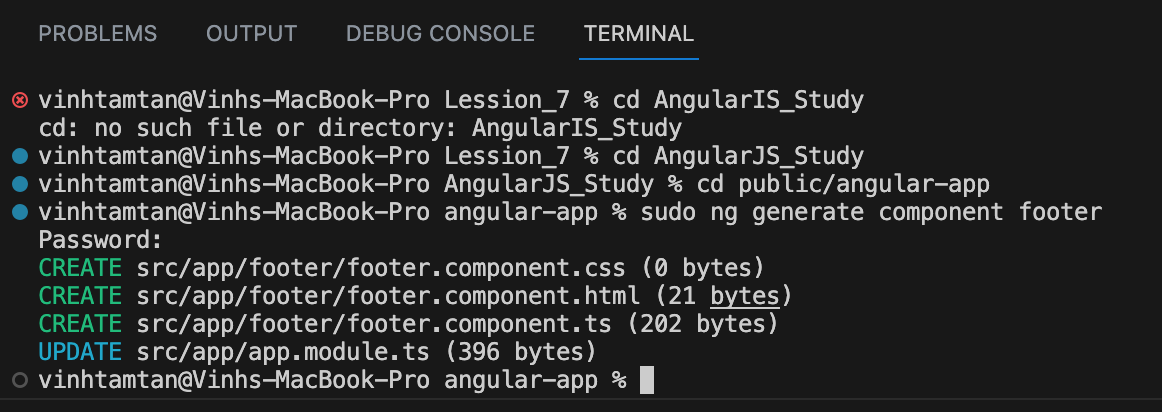 PROBLEMS OUTPUT DEBUG CONSOLE TERMINAL
vinhtamtan@Vinhs-MacBook-Pro Lession_7 % cd AngularIS_Study
cd: no such file or directory: AngularIS_Study
vinhtamtan@Vinhs-MacBook-Pro Lession_7 % cd AngularJS_Study
vinhtamtan@Vinhs-MacBook-Pro AngularJS_Study % cd public/angular-app
vinhtamtan@Vinhs-MacBook-Pro angular-app % sudo ng generate component footer
Password:
CREATE src/app/footer/footer.component.css (0 bytes)
CREATE src/app/footer/footer.component.html (21 bytes)
CREATE src/app/footer/footer.component.ts (202 bytes)
UPDATE src/app/app.module.ts (396 bytes)
vinhtamtan@Vinhs-MacBook-Pro angular-app %